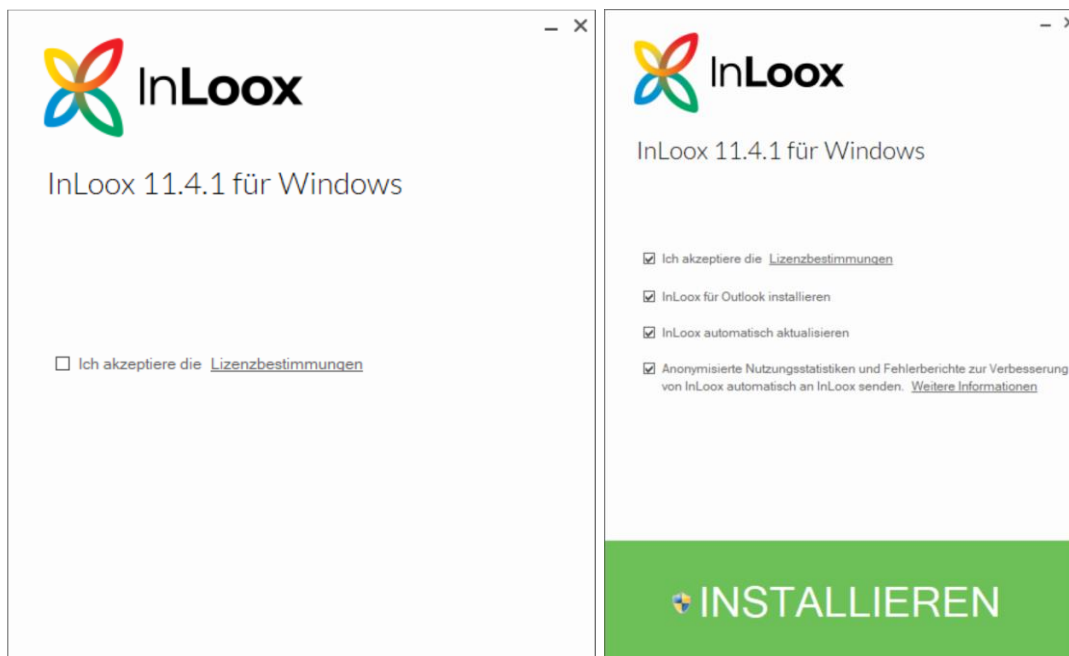 InLoox
InLoox 11.4.1 für Windows
Ich akzeptiere die Lizenzbestimmungen
InLoox
InLoox 11.4.1 für Windows
Ich akzeptiere die Lizenzbestimmungen
InLoox für Outlook installieren
InLoox automatisch aktualisieren
Anonymisierte Nutzungsstatistiken und Fehlerberichte zur Verbesserung
von InLoox automatisch an InLoox senden. Weitere Informationen
INSTALLIEREN